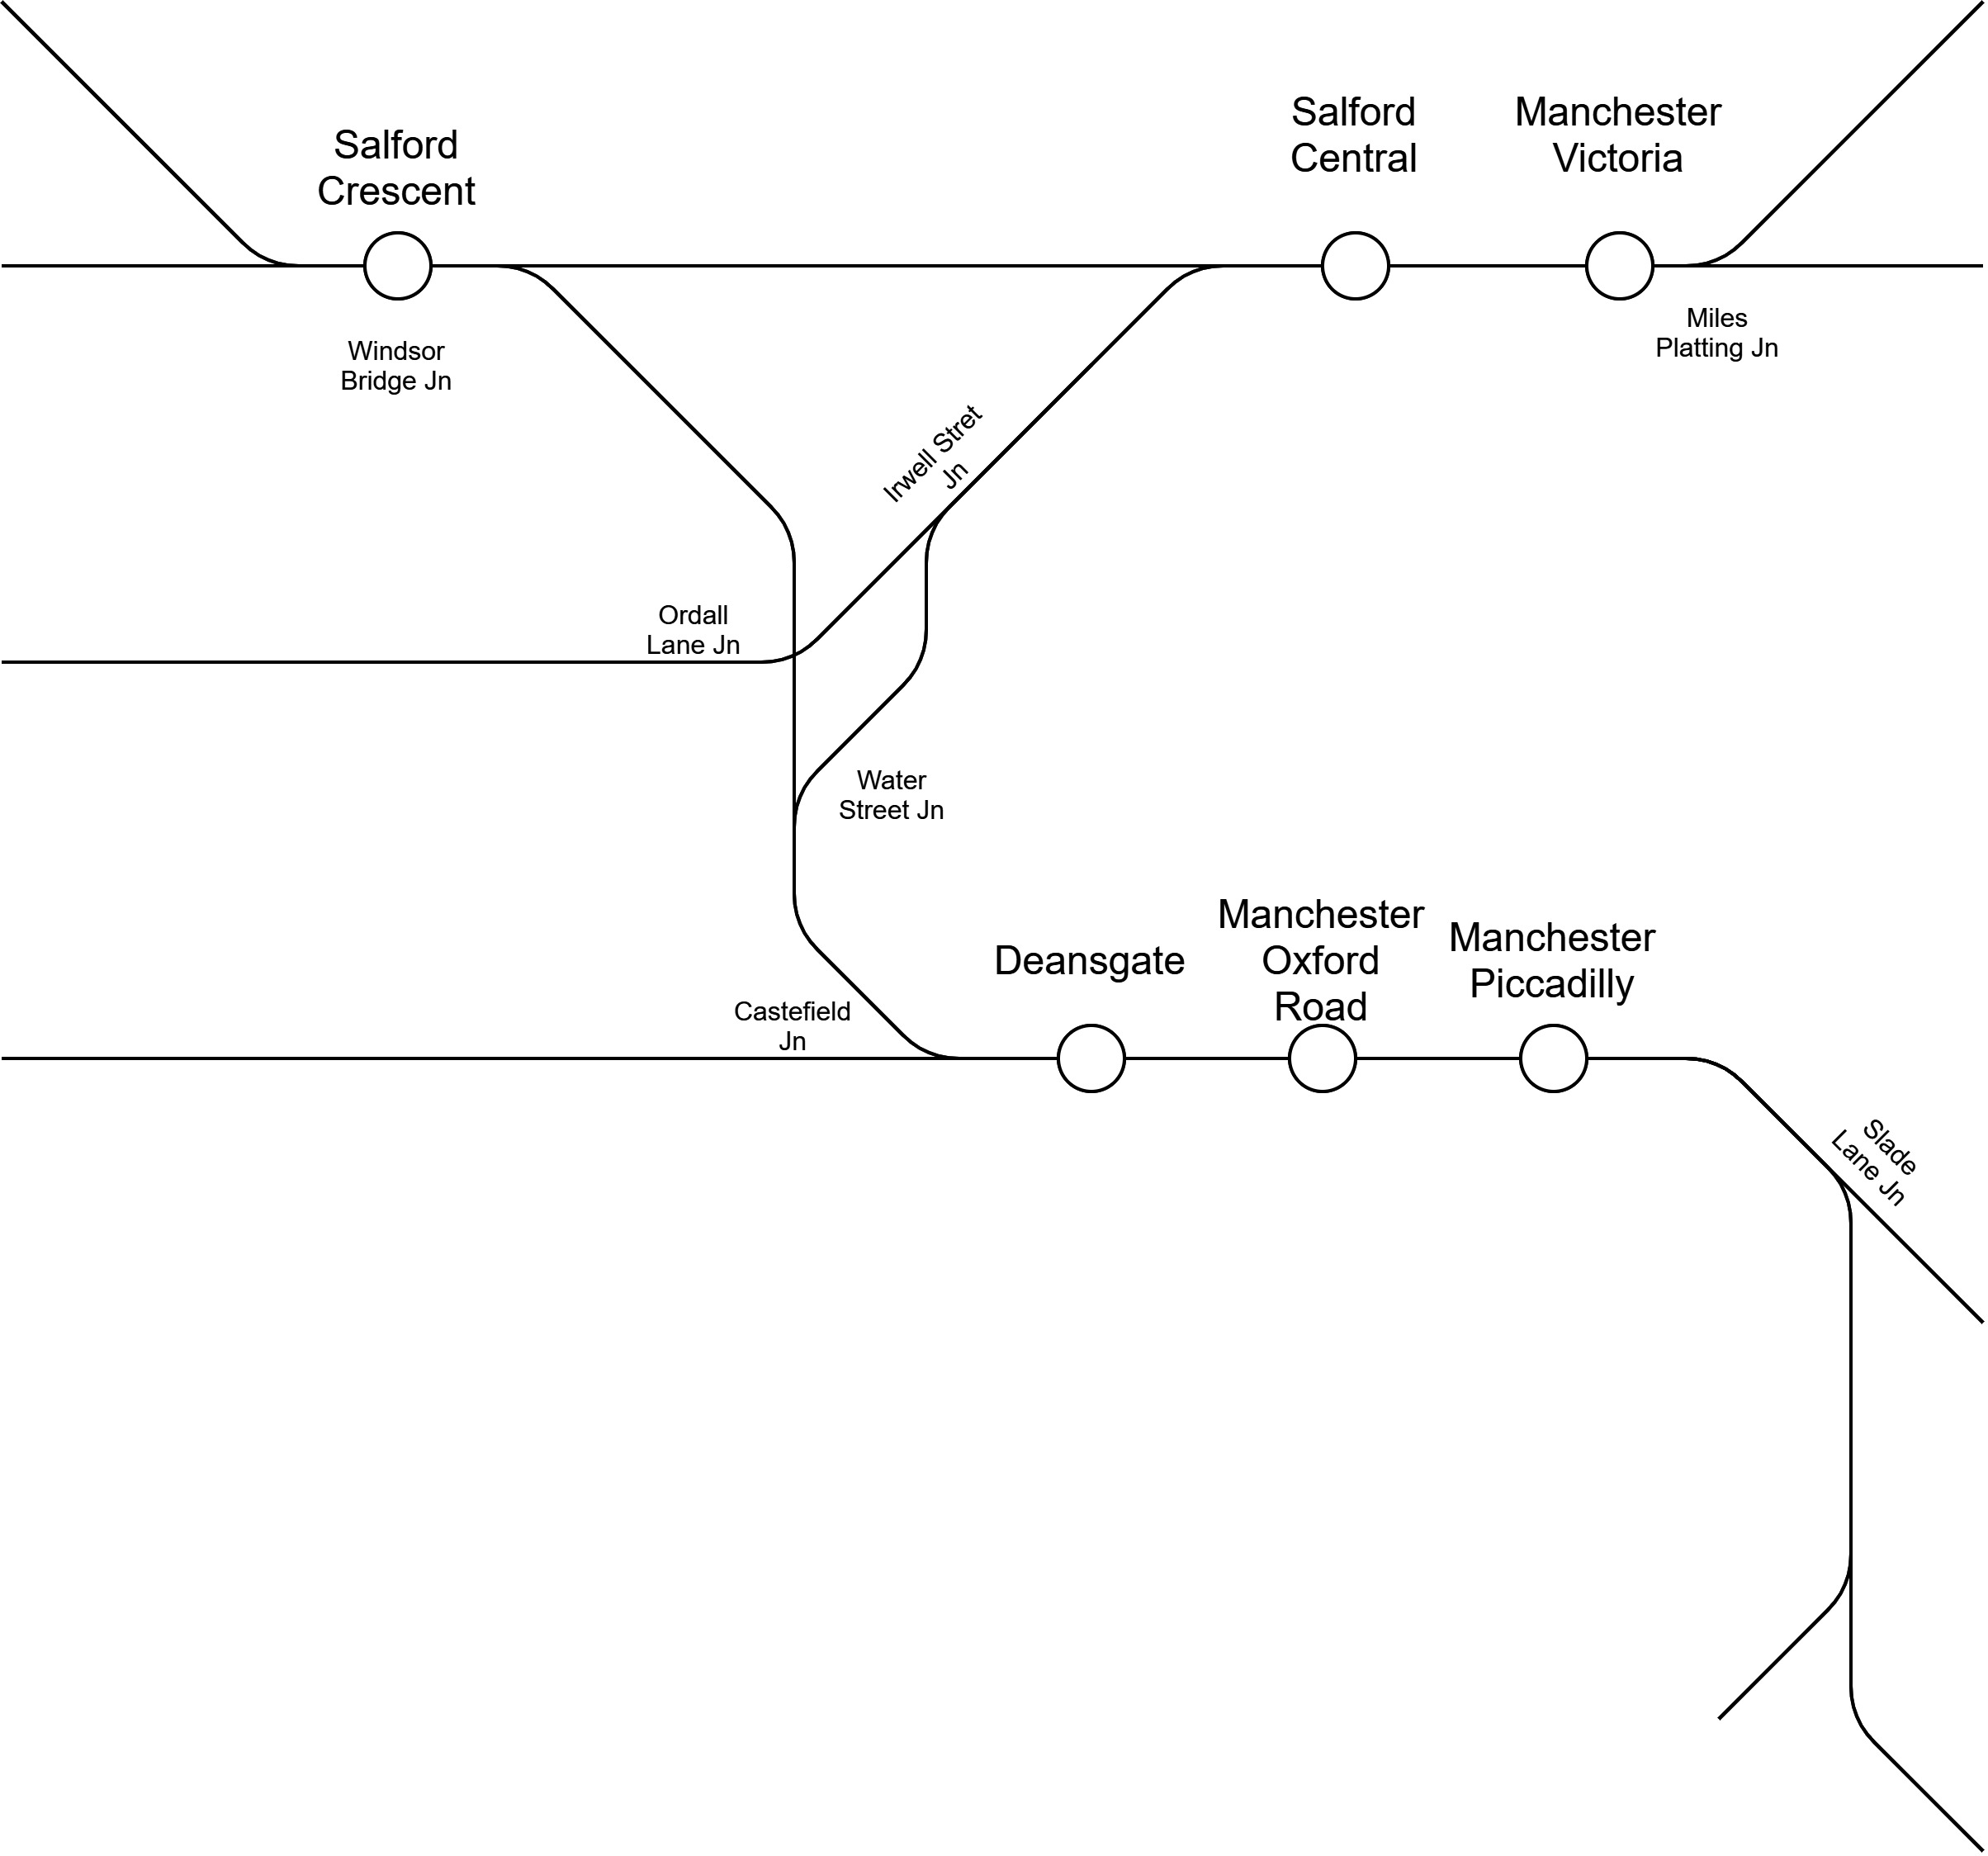 Salford
Crescent
Salford
Central
Manchester
Victoria
Windsor
Bridge Jn
Miles
Platting Jn
Irwell Stret
Jn
Ordall
Lane Jn
Water
Street Jn
Deansgate
Manchester
Oxford
Road
Manchester
Piccadilly
Castefield
Jn
Slade
Lane Jn